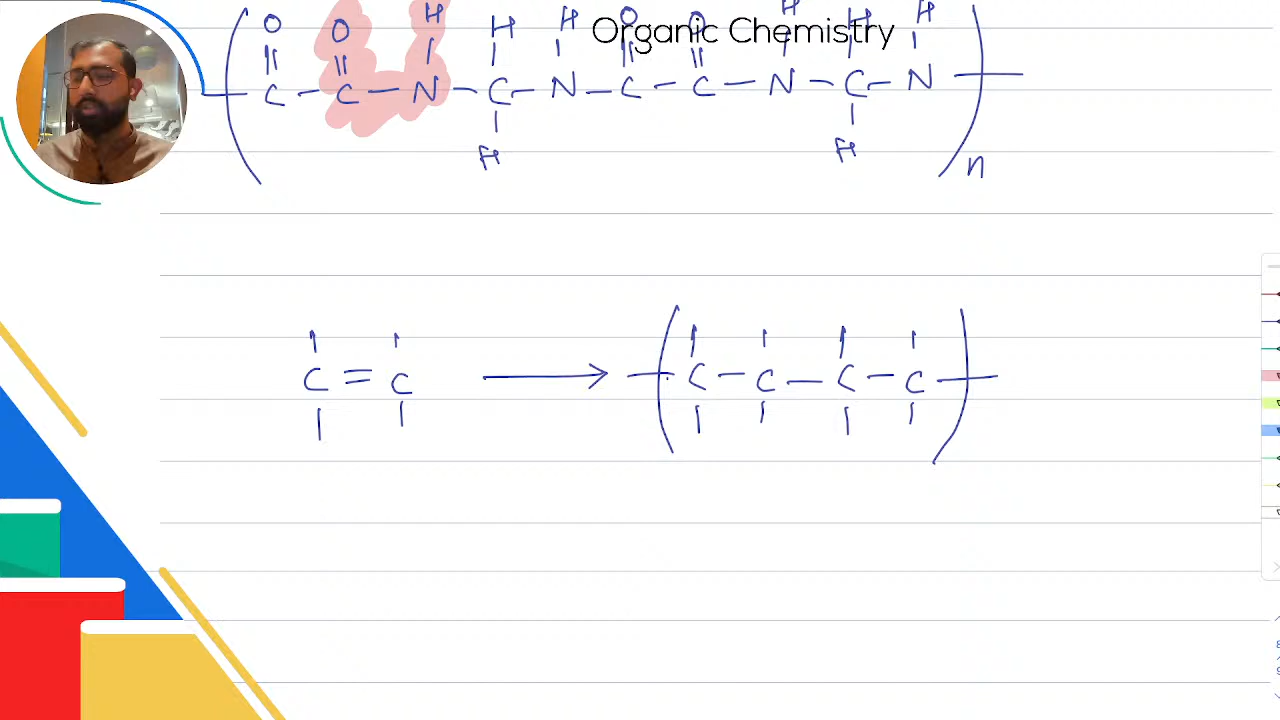 Organic Chemistry
O O H H H O O H H H
C - C - N - C - N - C - C - N - C - N
H H n
C = C → ( C - C - C - C )